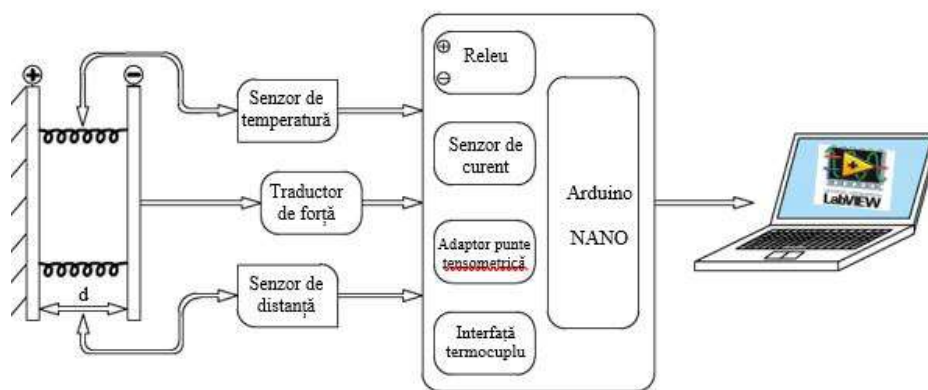 +
−
d
Senzor de
temperatură
Traductor
de forță
Senzor de
distanță
+
−
Releu
Senzor de
curent
Adaptor punte
tensometrică
Interfață
termocuplu
Arduino
NANO
LabVIEW